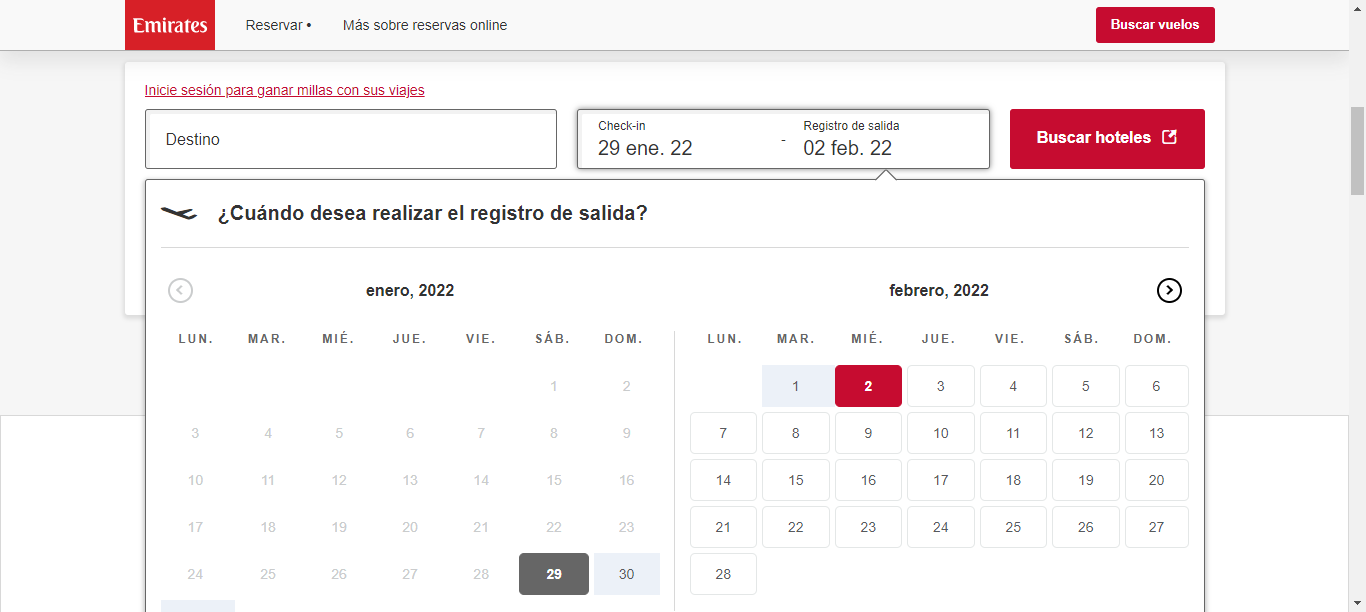 Emirates
Reservar •
Más sobre reservas online
Buscar vuelos
Inicie sesión para ganar millas con sus viajes
Destino
Check-in
29 ene. 22
-
Registro de salida
02 feb. 22
Buscar hoteles
¿Cuándo desea realizar el registro de salida?
enero, 2022
LUN. MAR. MIÉ. JUE. VIE. SÁB. DOM.
1 2
3 4 5 6 7 8 9
10 11 12 13 14 15 16
17 18 19 20 21 22 23
24 25 26 27 28 29 30
febrero, 2022
LUN. MAR. MIÉ. JUE. VIE. SÁB. DOM.
1 2 3 4 5 6
7 8 9 10 11 12 13
14 15 16 17 18 19 20
21 22 23 24 25 26 27
28